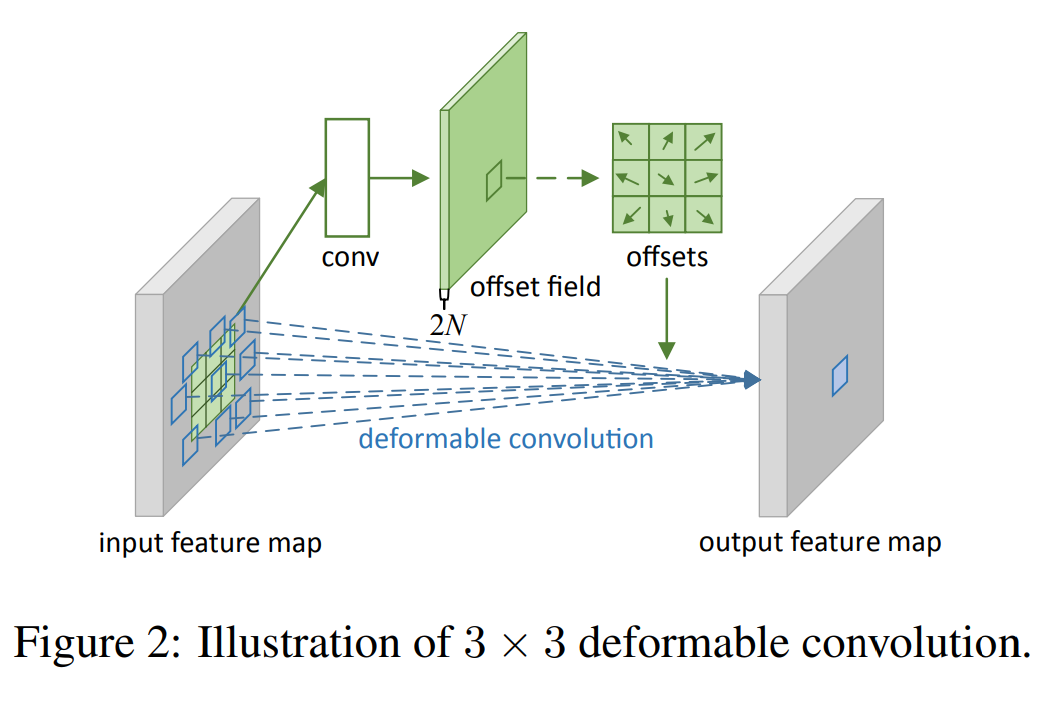 conv
offsets
offset field
2N
deformable convolution
input feature map
output feature map
Figure 2: Illustration of 3 × 3 deformable convolution.